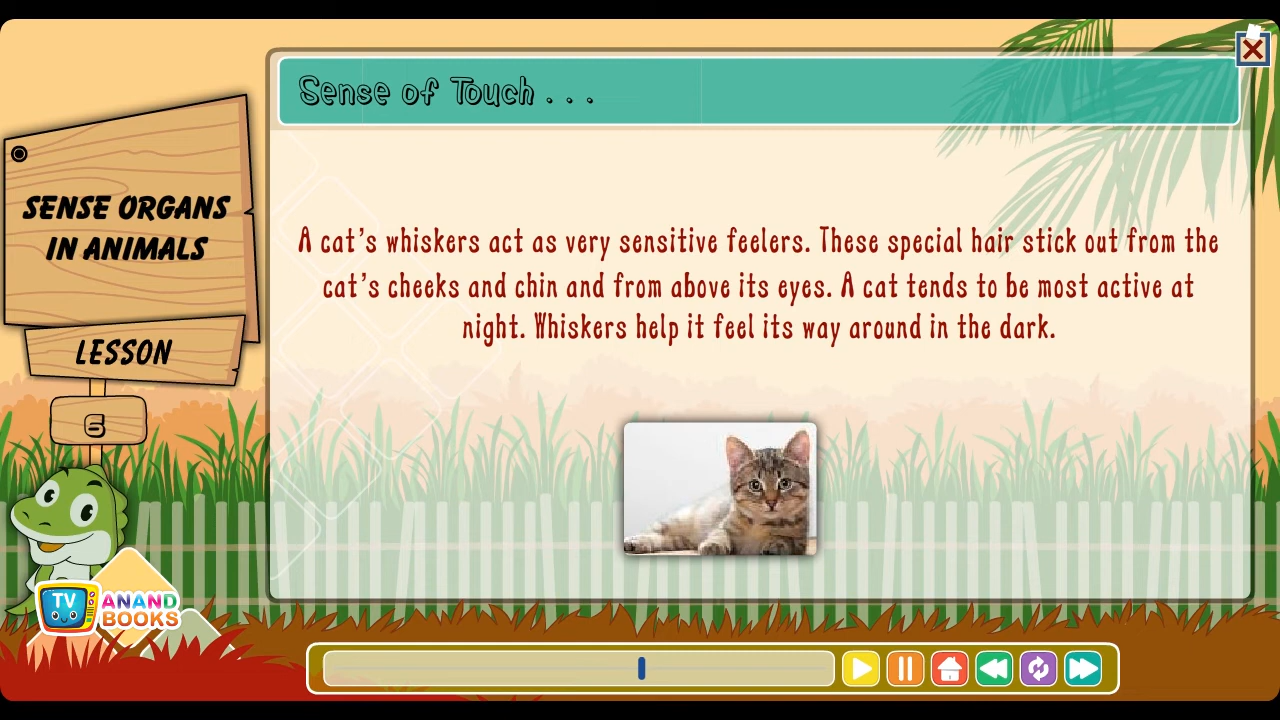 Sense of Touch . . .
SENSE ORGANS
IN ANIMALS
LESSON
6
A cat's whiskers act as very sensitive feelers. These special hair stick out from the
cat's cheeks and chin and from above its eyes. A cat tends to be most active at
night. Whiskers help it feel its way around in the dark.
TV
ANAND
BOOKS